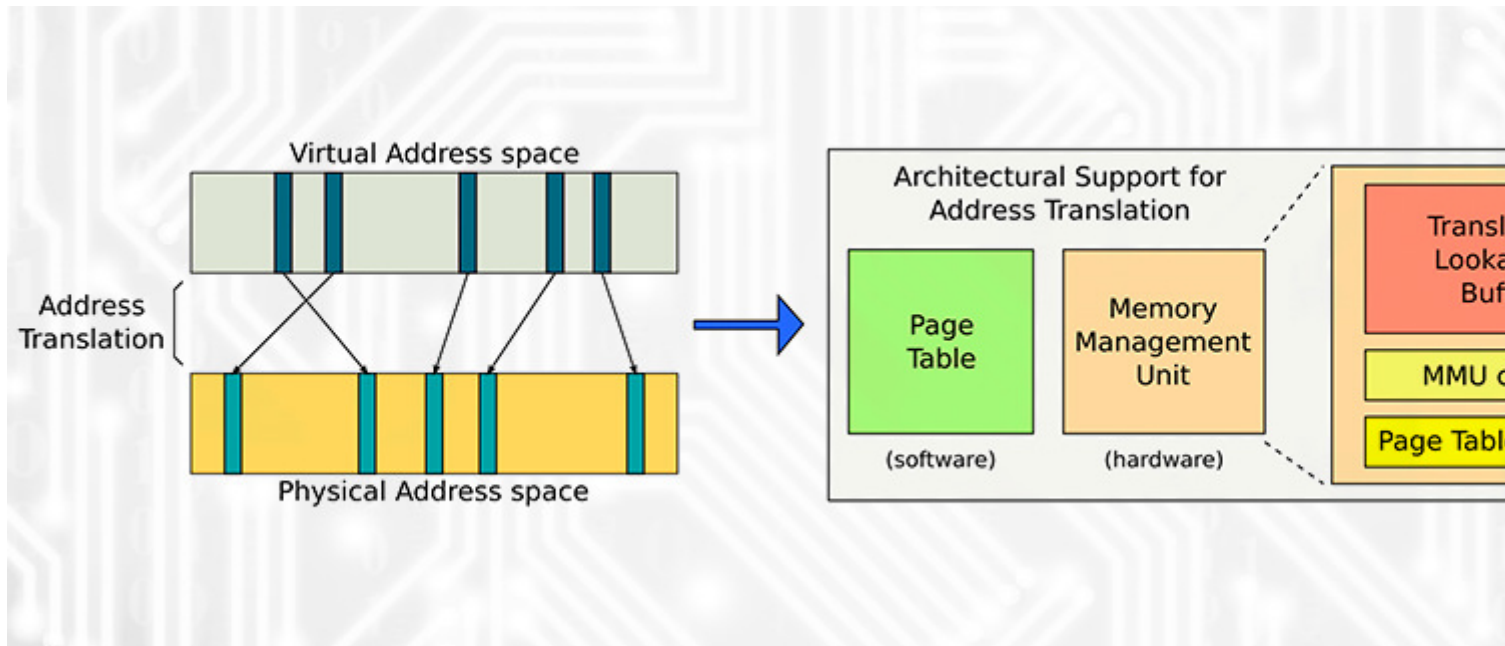 Virtual Address space
Address
Translation
Physical Address space
Architectural Support for
Address Translation
Page
Table
(software)
Memory
Management
Unit
(hardware)
MMU
Page